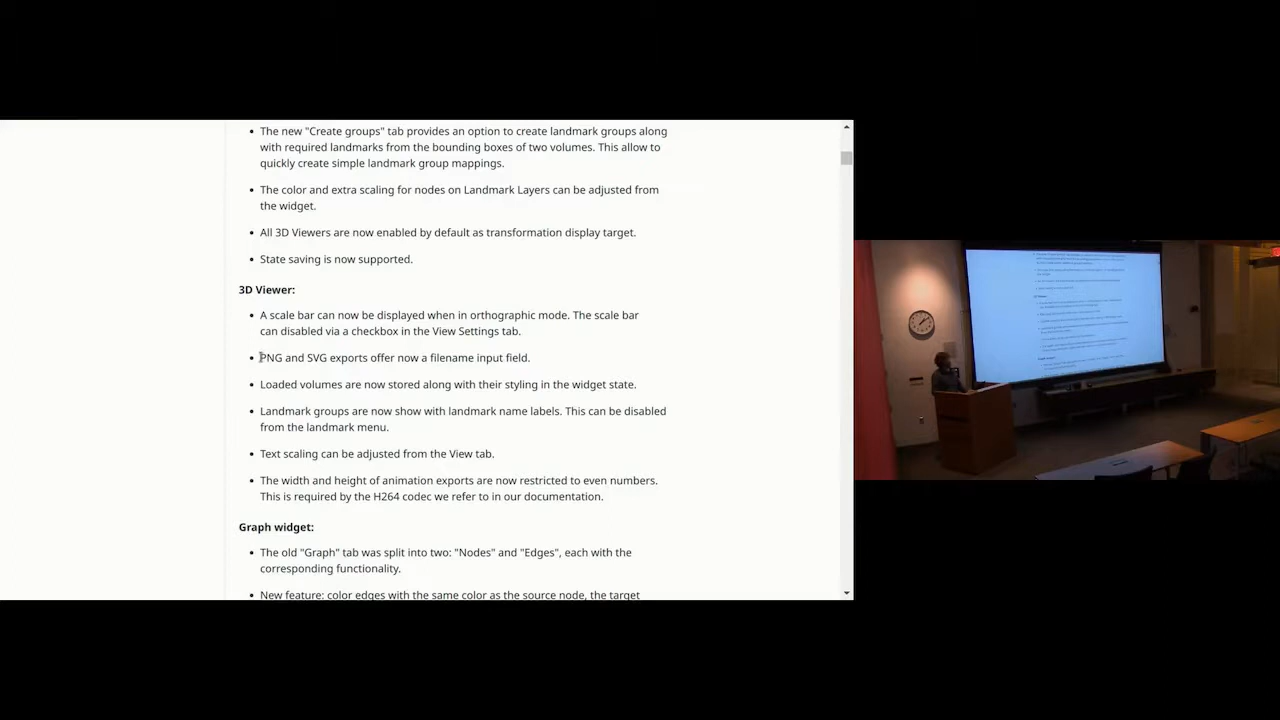 The new "Create groups" tab provides an option to create landmark groups along
with required landmarks from the bounding boxes of two volumes. This allow to
quickly create simple landmark group mappings.
The color and extra scaling for nodes on Landmark Layers can be adjusted from
the widget.
All 3D Viewers are now enabled by default as transformation display target.
State saving is now supported.
3D Viewer:
A scale bar can now be displayed when in orthographic mode. The scale bar
can disabled via a checkbox in the View Settings tab.
PNG and SVG exports offer now a filename input field.
Loaded volumes are now stored along with their styling in the widget state.
Landmark groups are now show with landmark name labels. This can be disabled
from the landmark menu.
Text scaling can be adjusted from the View tab.
The width and height of animation exports are now restricted to even numbers.
This is required by the H264 codec we refer to in our documentation.
Graph widget:
The old "Graph" tab was split into two: "Nodes" and "Edges", each with the
corresponding functionality.
New feature: color edges with the same color as the source node, the target